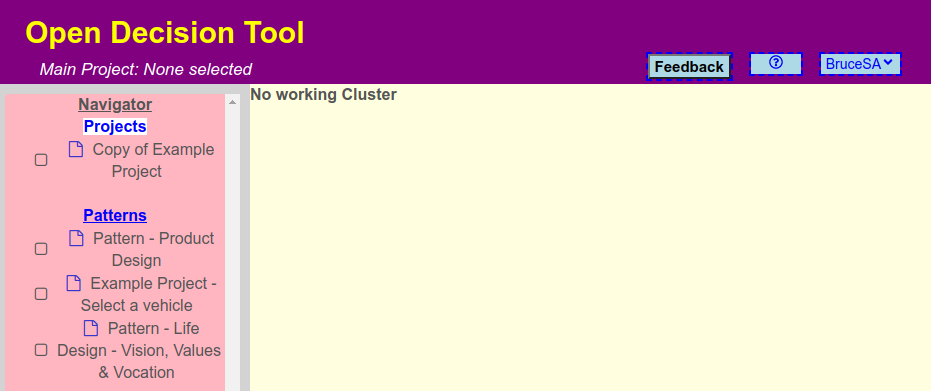 Open Decision Tool
Main Project: None selected
Feedback
BruceSA
Navigator
Projects
Copy of Example
Project
Patterns
Pattern - Product
Design
Example Project -
Select a vehicle
Pattern - Life
Design - Vision, Values
& Vocation
No working Cluster